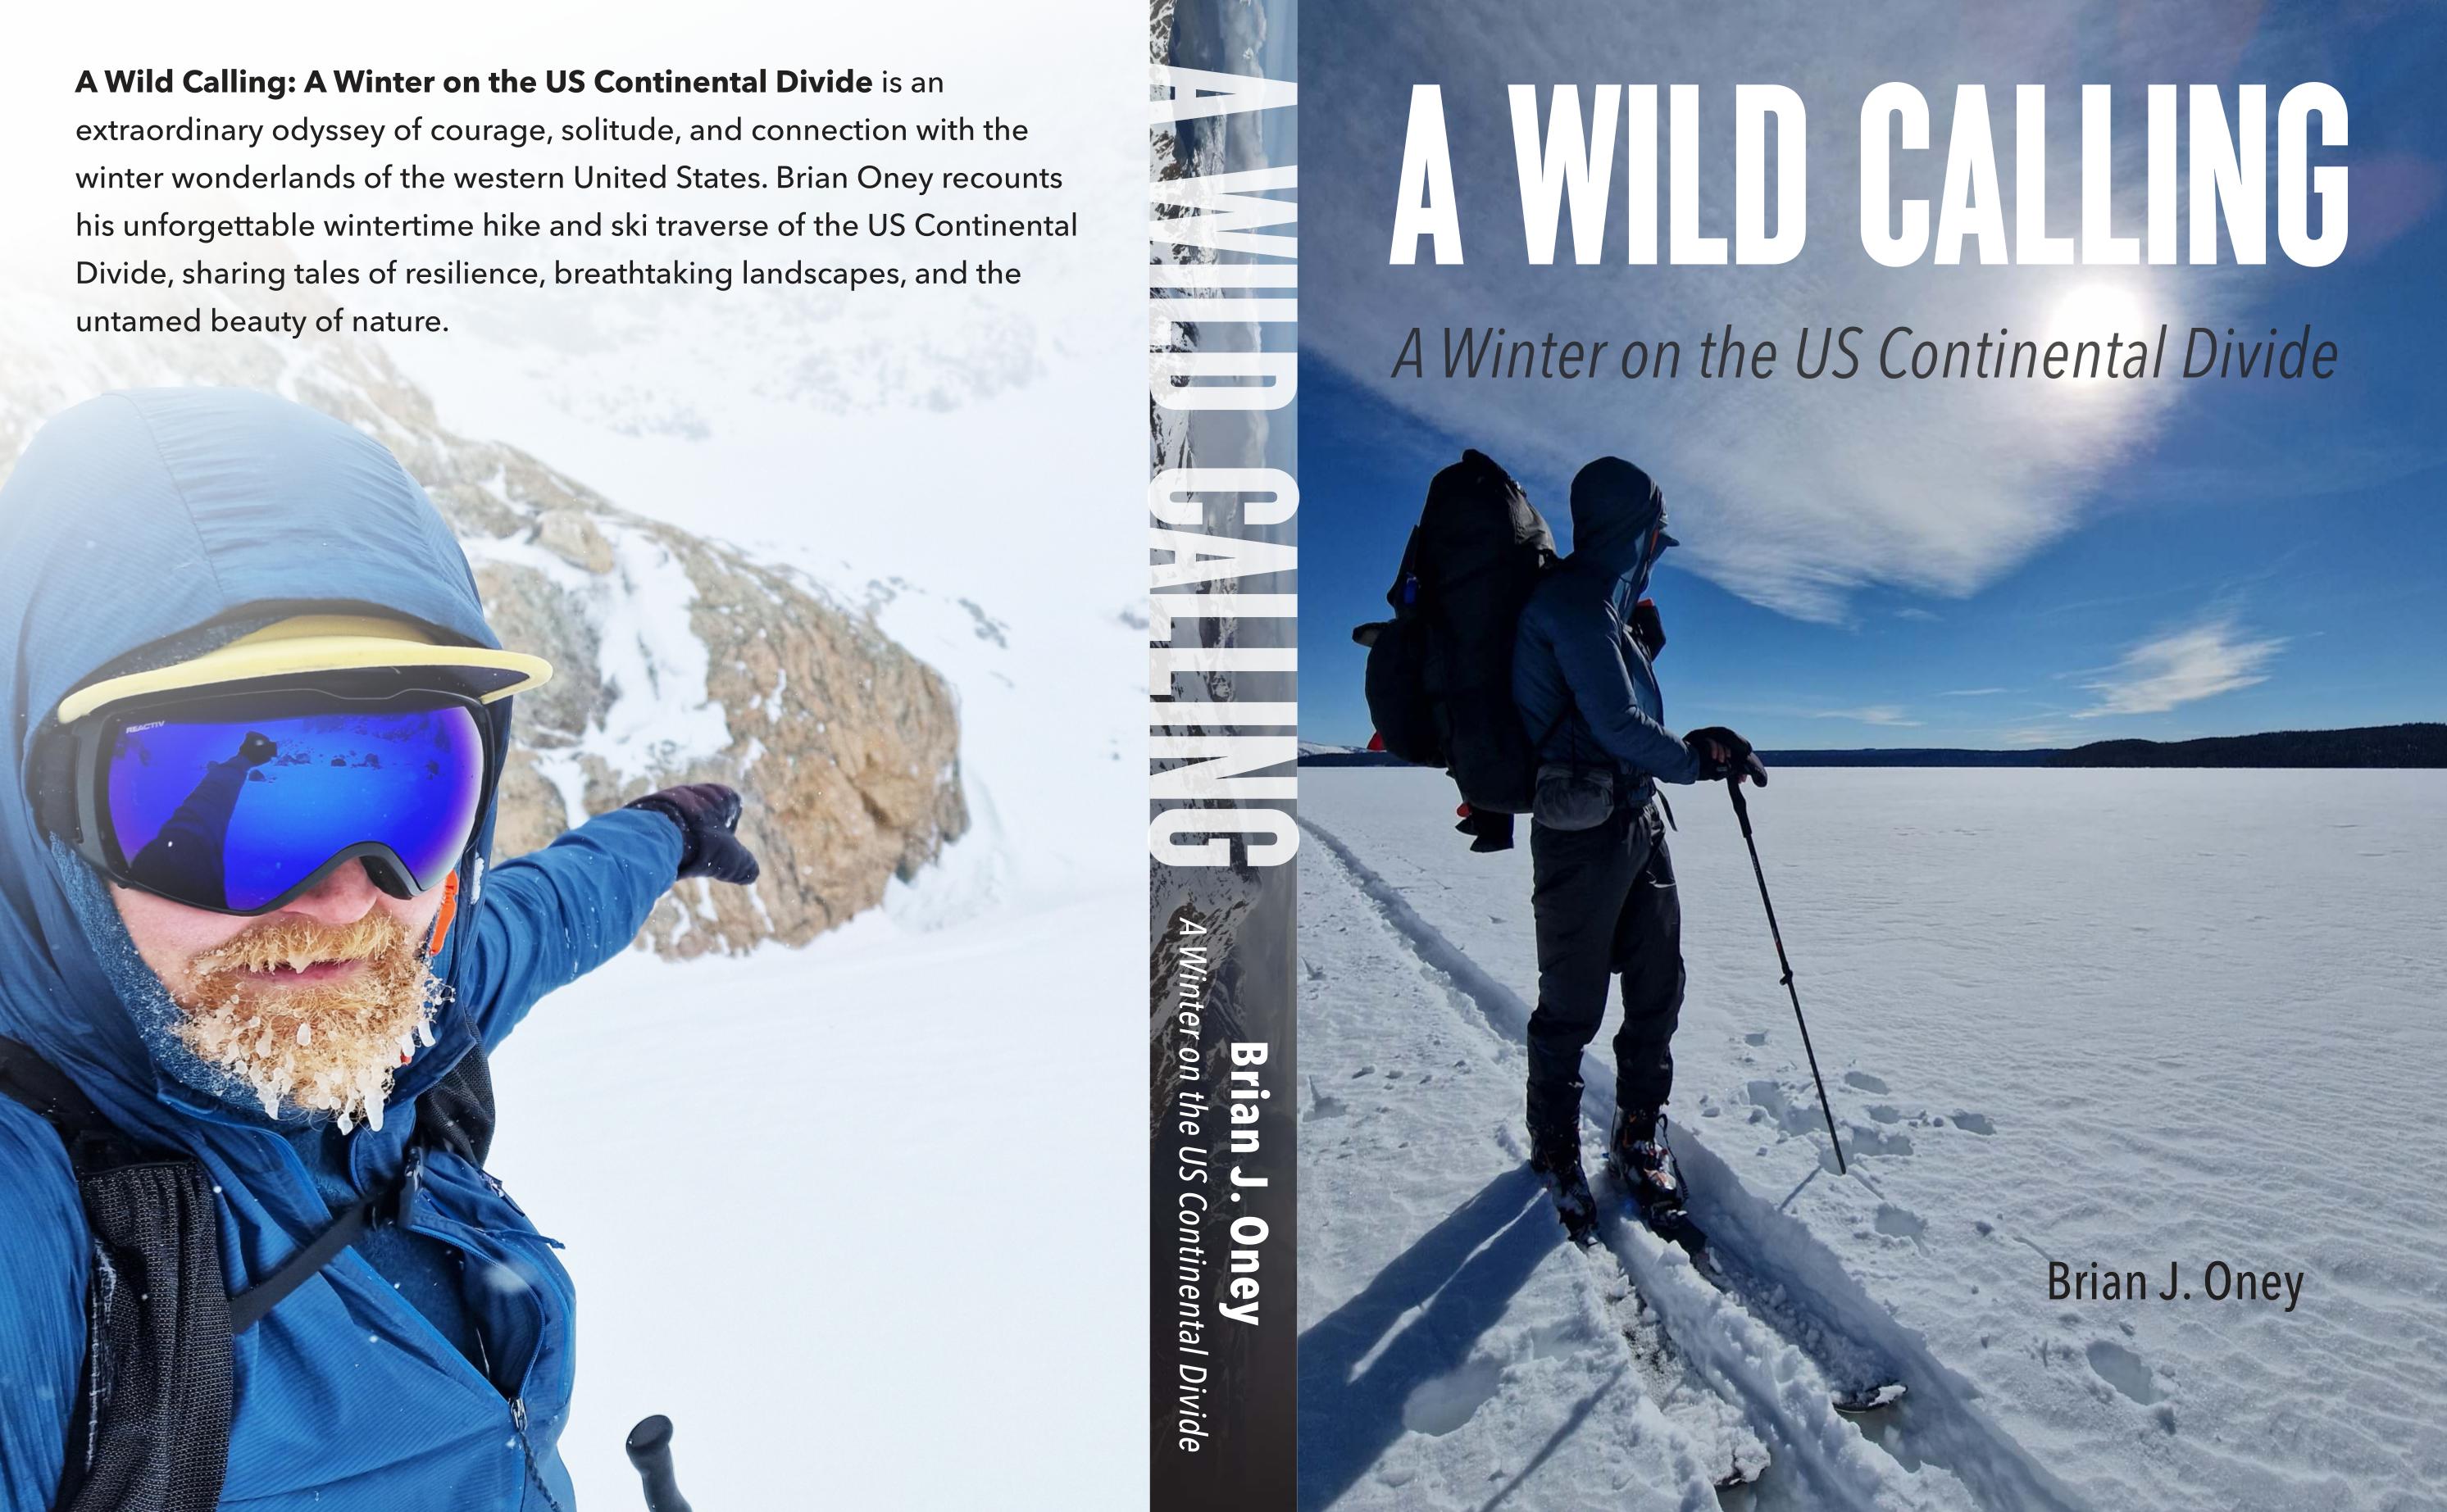 A Wild Calling: A Winter on the US Continental Divide is an
extraordinary odyssey of courage, solitude, and connection with the
winter wonderlands of the western United States. Brian Oney recounts
his unforgettable wintertime hike and ski traverse of the US Continental
Divide, sharing tales of resilience, breathtaking landscapes, and the
untamed beauty of nature.
REACTIV
A WILD CALLING
Brian J. Oney
A Winter on the US Continental Divide
A WILD CALLING
A Winter on the US Continental Divide
Brian J. Oney